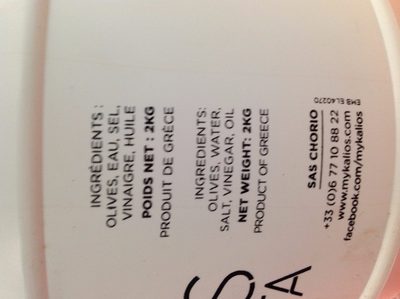 INGRÉDIENTS :
OLIVES, EAU, SEL,
VINAIGRE, HUILE
POIDS NET : 2KG
PRODUIT DE GRÈCE
INGREDIENTS:
OLIVES, WATER,
SALT, VINEGAR, OIL
NET WEIGHT: 2KG
PRODUCT OF GREECE
SAS CHORIO
EMB EL40270
+33 (0)6 77 10 88 22
www.mykalios.com
facebook.com/mykalios
S
TA